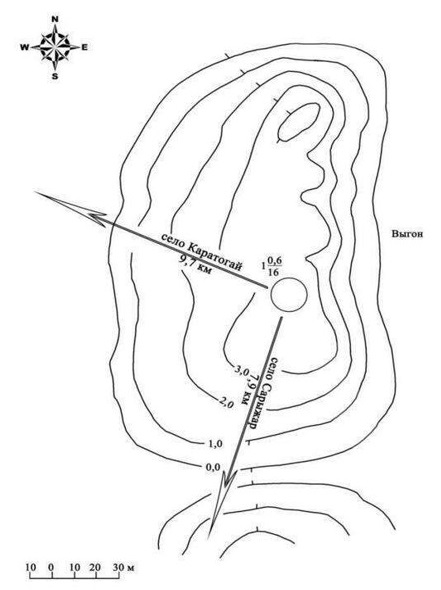 N
W E
S
село Каратогай
9,7 км
1 0,6
16
Выгон
село Сарыжар
7,9 км
3,0
2,0
1,0
0,0
10 0 10 20 30 м